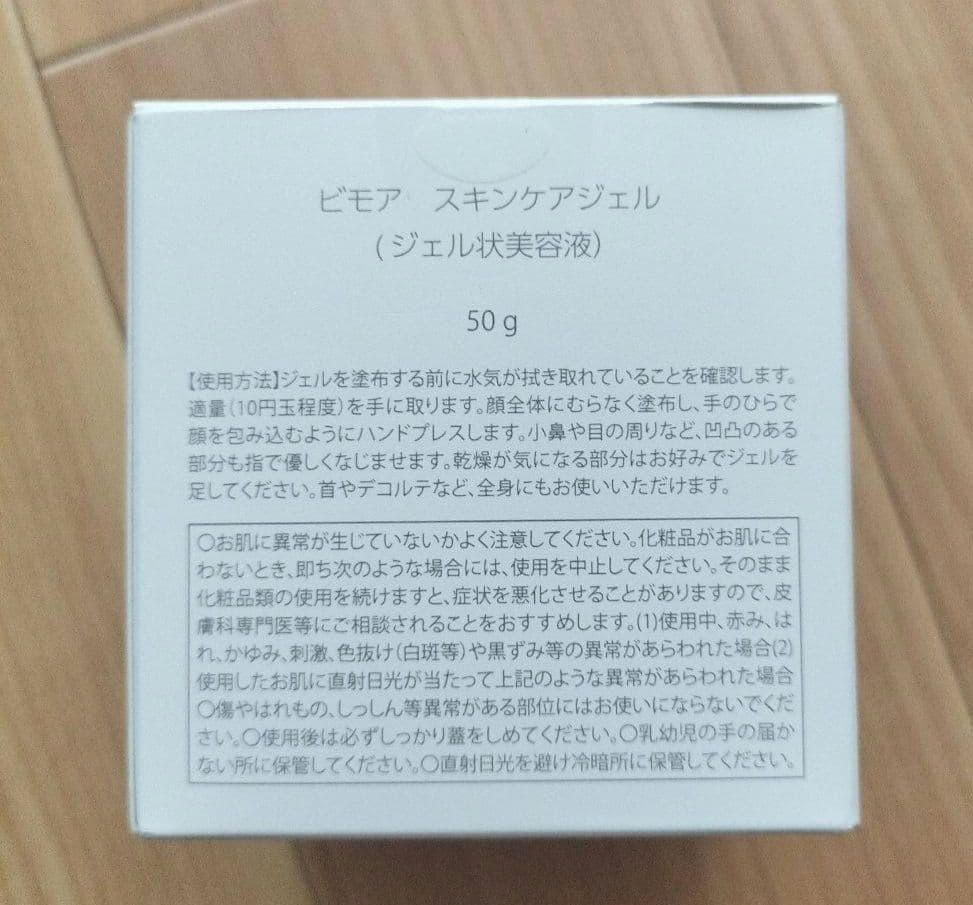 ビモア　スキンケアジェル
(ジェル状美容液)
50 g
【使用方法】ジェルを塗布する前に水気が拭き取れていることを確認します。
適量(10円玉程度)を手に取ります。顔全体にむらなく塗布し、手のひらで
顔を包み込むようにハンドプレスします。小鼻や目の周りなど、凹凸のある
部分も指で優しくなじませます。乾燥が気になる部分はお好みでジェルを
足してください。首やデコルテなど、全身にもお使いいただけます。
〇お肌に異常が生じていないかよく注意してください。化粧品がお肌に合
わないとき、即ち次のような場合には、使用を中止してください。そのまま
化粧品類の使用を続けますと、症状を悪化させることがありますので、皮
膚科専門医等にご相談されることをおすすめします。(1)使用中、赤み、は
れ、かゆみ、刺激、色抜け(白斑等)や黒ずみ等の異常があらわれた場合(2)
使用したお肌に直射日光が当たって上記のような異常があらわれた場合
〇傷やはれもの、しっしん等異常がある部位にはお使いにならないでくだ
さい。〇使用後は必ずしっかり蓋をしめてください。〇乳幼児の手の届か
ない所に保管してください。〇直射日光を避け冷暗所に保管してください。